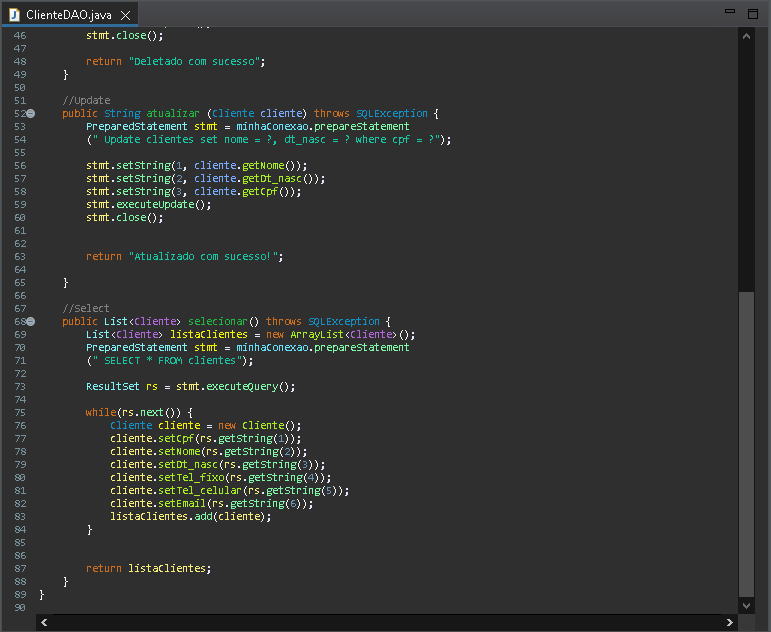 ClienteDAO.java
46 stmt.close();
47
48 return "Deletado com sucesso";
49 }
50
51 //Update
52 public String atualizar (Cliente cliente) throws SQLException {
53 PreparedStatement stmt = minhaConexao.prepareStatement
54 (" Update clientes set nome = ?, dt_nasc = ? where cpf = ?");
55
56 stmt.setString(1, cliente.getNome());
57 stmt.setString(2, cliente.getDt_nasc());
58 stmt.setString(3, cliente.getCpf());
59 stmt.executeUpdate();
60 stmt.close();
61
62
63 return "Atualizado com sucesso!";
64
65 }
66
67 //Select
68 public List<Cliente> selecionar() throws SQLException {
69 List<Cliente> listaClientes = new ArrayList<Cliente>();
70 PreparedStatement stmt = minhaConexao.prepareStatement
71 (" SELECT * FROM clientes");
72
73 ResultSet rs = stmt.executeQuery();
74
75 while(rs.next()) {
76 Cliente cliente = new Cliente();
77 cliente.setCpf(rs.getString(1));
78 cliente.setNome(rs.getString(2));
79 cliente.setDt_nasc(rs.getString(3));
80 cliente.setTel_fixo(rs.getString(4));
81 cliente.setTel_celular(rs.getString(5));
82 cliente.setEmail(rs.getString(6));
83 listaClientes.add(cliente);
84 }
85
86
87 return listaClientes;
88 }
89 }
90